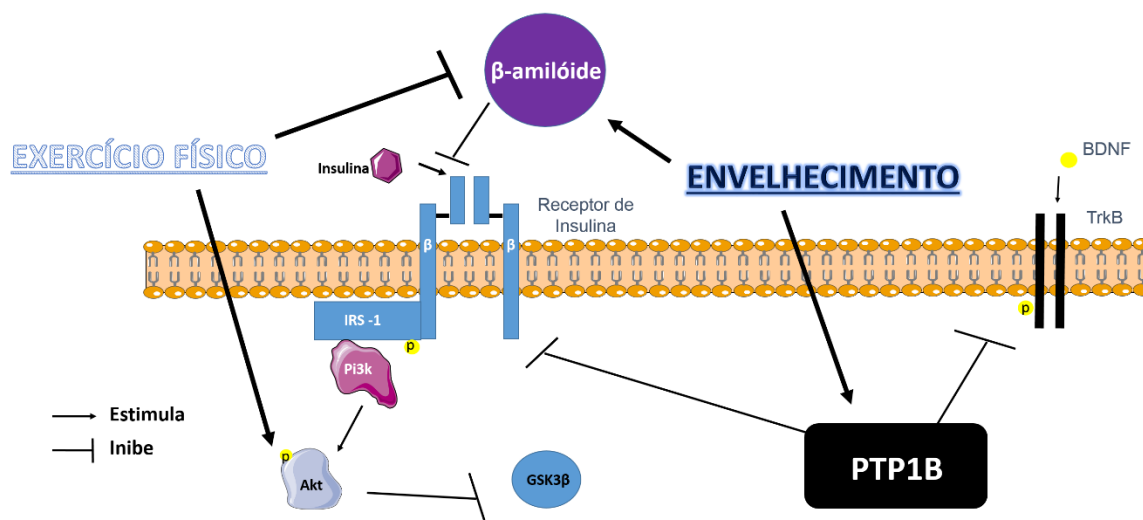 β-amilóide
EXERCÍCIO FÍSICO
Insulina
ENVELHECIMENTO
BDNF
Receptor de
Insulina
TrkB
β
β
IRS -1
p
p
Pi3k
Estimula
Inibe
p
Akt
GSK3β
PTP1B